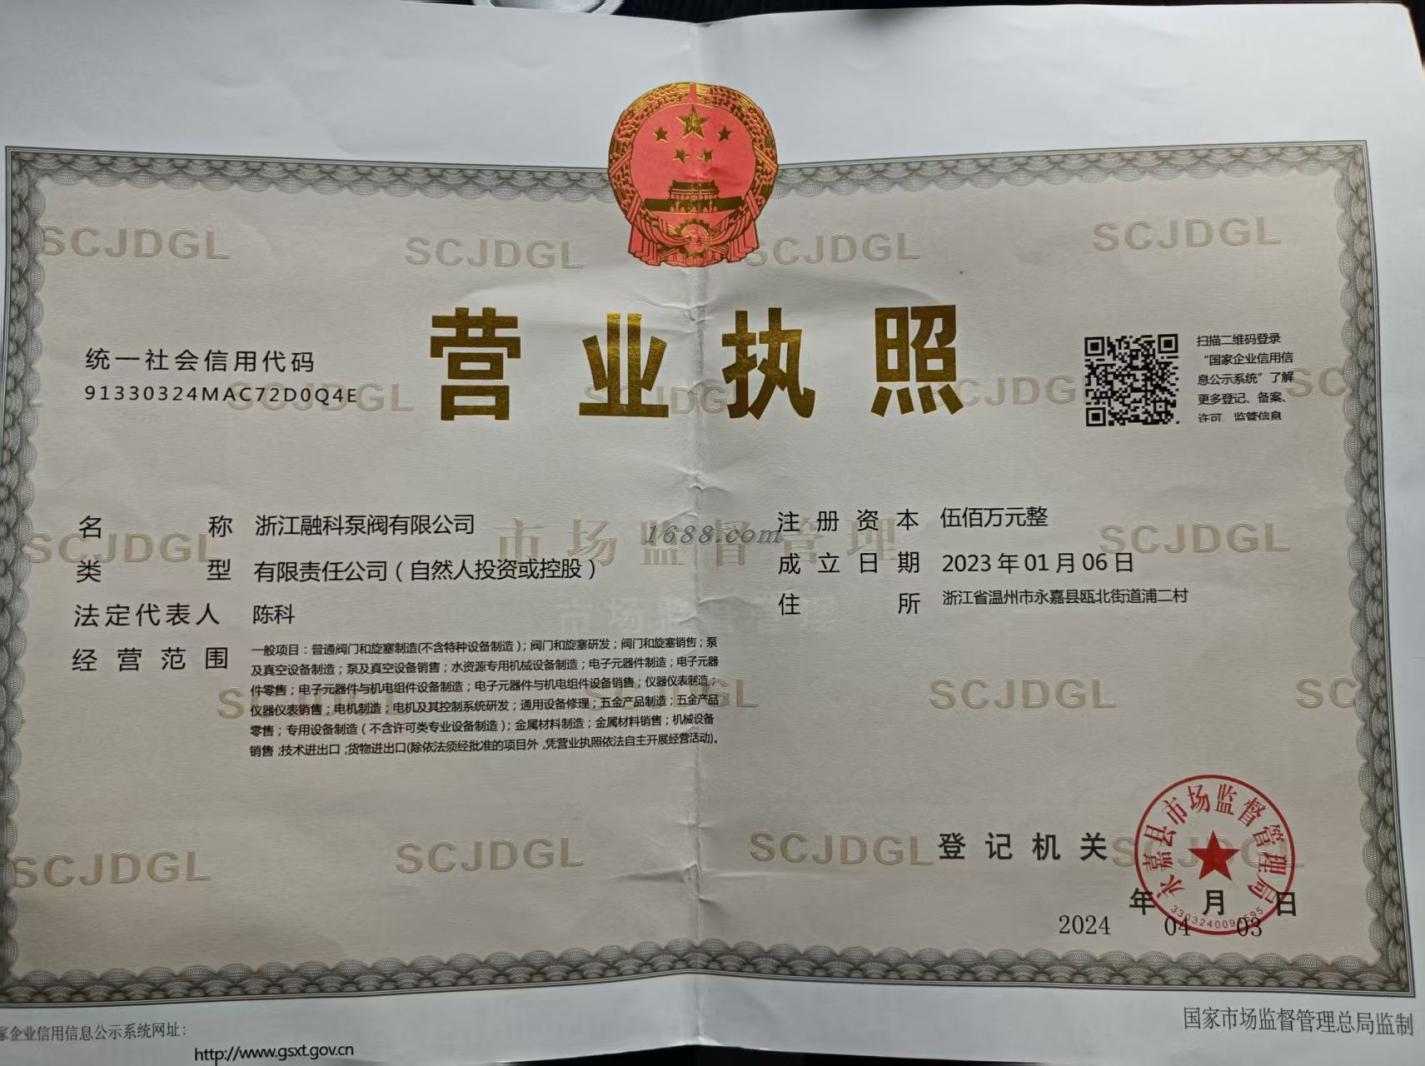 SCJDGL SCJDGL SCJDGL SCJDGL
营业执照
统一社会信用代码
91330324MAC72D0Q4E
扫描二维码登录
“国家企业信用信
息公示系统”了解
更多登记、备案、
许可、监管信息
名称 浙江融科泵阀有限公司
类型 有限责任公司（自然人投资或控股）
法定代表人 陈科
经营范围 一般项目：普通阀门和旋塞制造(不含特种设备制造)；阀门和旋塞研发；阀门和旋塞销售；泵
及真空设备制造；泵及真空设备销售；水资源专用机械设备制造；电子元器件制造；电子元器
件零售；电子元器件与机电组件设备制造；电子元器件与机电组件设备销售；仪器仪表制造；
仪器仪表销售；电机制造；电机及其控制系统研发；通用设备修理；五金产品制造；五金产品
零售；专用设备制造（不含许可类专业设备制造）；金属材料制造；金属材料销售；机械设备
销售；技术进出口；货物进出口(除依法须经批准的项目外，凭营业执照依法自主开展经营活动)。
注册资本 伍佰万元整
成立日期 2023年01月06日
住所 浙江省温州市永嘉县瓯北街道浦二村
市场监督管理
1688.com
SCJDGL SCJDGL
SCJDGL SCJDGL
SCJDGL SCJDGL SCJDGL
登记机关
永嘉县市场监督管理局
年 月 日
2024 04 03
国家市场监督管理总局监制
家企业信用信息公示系统网址：
http://www.gsxt.gov.cn